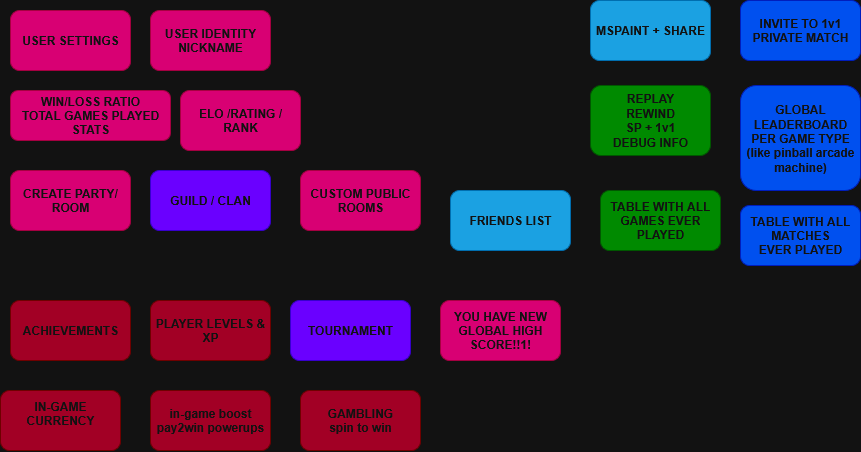 USER SETTINGS
USER IDENTITY
NICKNAME
MSPAINT + SHARE
INVITE TO 1v1
PRIVATE MATCH
WIN/LOSS RATIO
TOTAL GAMES PLAYED
STATS
ELO /RATING /
RANK
REPLAY
REWIND
SP + 1v1
DEBUG INFO
GLOBAL
LEADERBOARD
PER GAME TYPE
(like pinball arcade
machine)
CREATE PARTY/
ROOM
GUILD / CLAN
CUSTOM PUBLIC
ROOMS
FRIENDS LIST
TABLE WITH ALL
GAMES EVER
PLAYED
TABLE WITH ALL
MATCHES
EVER PLAYED
ACHIEVEMENTS
PLAYER LEVELS &
XP
TOURNAMENT
YOU HAVE NEW
GLOBAL HIGH
SCORE!!1!
IN-GAME
CURRENCY
in-game boost
pay2win powerups
GAMBLING
spin to win